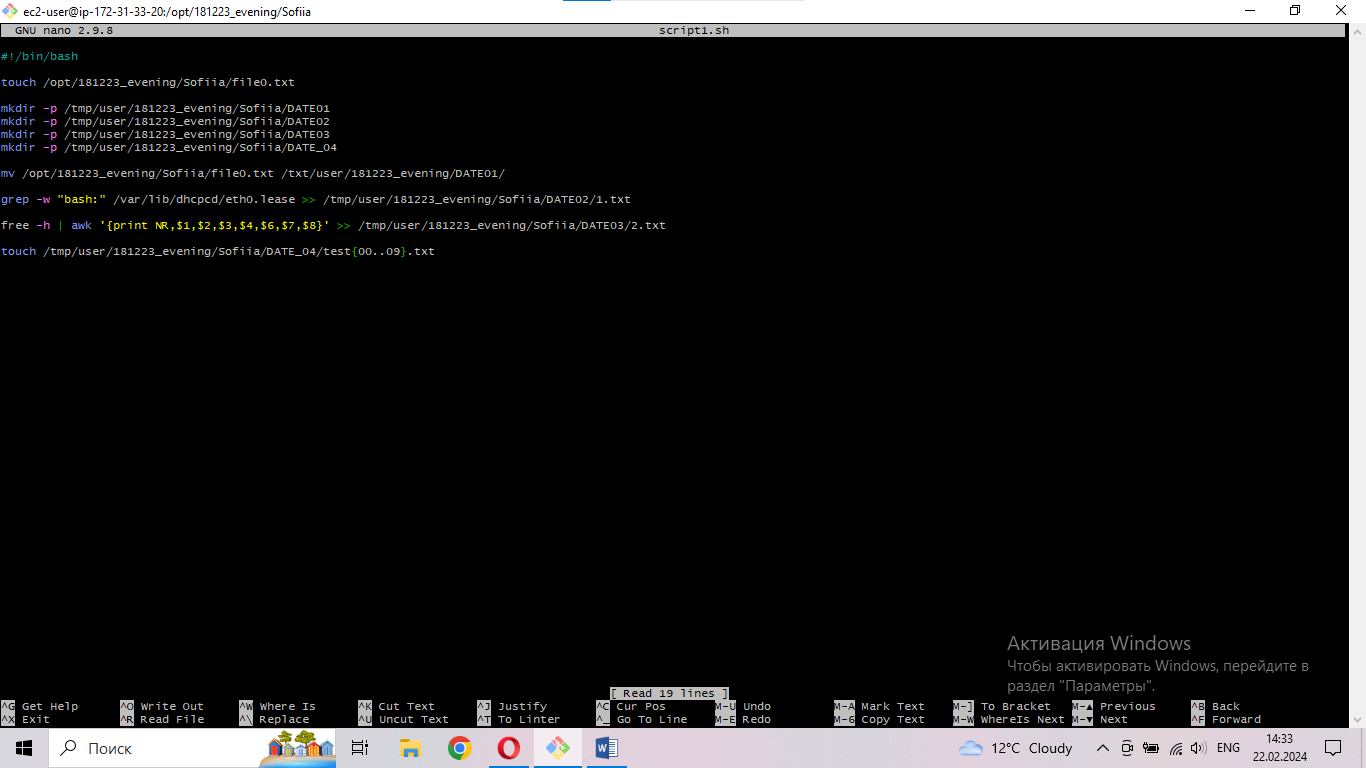 ec2-user@ip-172-31-33-20:/opt/181223_evening/Sofiia
GNU nano 2.9.8 script1.sh
#!/bin/bash
touch /opt/181223_evening/Sofiia/file0.txt
mkdir -p /tmp/user/181223_evening/Sofiia/DATE01
mkdir -p /tmp/user/181223_evening/Sofiia/DATE02
mkdir -p /tmp/user/181223_evening/Sofiia/DATE03
mkdir -p /tmp/user/181223_evening/Sofiia/DATE_04
mv /opt/181223_evening/Sofiia/file0.txt /txt/user/181223_evening/DATE01/
grep -w "bash:" /var/lib/dhcpcd/eth0.lease >> /tmp/user/181223_evening/Sofiia/DATE02/1.txt
free -h | awk '{print NR,$1,$2,$3,$4,$6,$7,$8}' >> /tmp/user/181223_evening/Sofiia/DATE03/2.txt
touch /tmp/user/181223_evening/Sofiia/DATE_04/test{00..09}.txt
Активация Windows
Чтобы активировать Windows, перейдите в
раздел "Параметры".
[ Read 19 lines ]
^G Get Help ^O Write Out ^W Where Is ^K Cut Text ^J Justify ^C Cur Pos M-U Undo M-A Mark Text M-] To Bracket M-▲ Previous ^B Back
^X Exit ^R Read File ^\ Replace ^U Uncut Text ^T To Linter ^_ Go To Line M-E Redo M-6 Copy Text M-W WhereIs Next M-▼ Next ^F Forward
Поиск
12°C Cloudy
ENG
14:33
22.02.2024